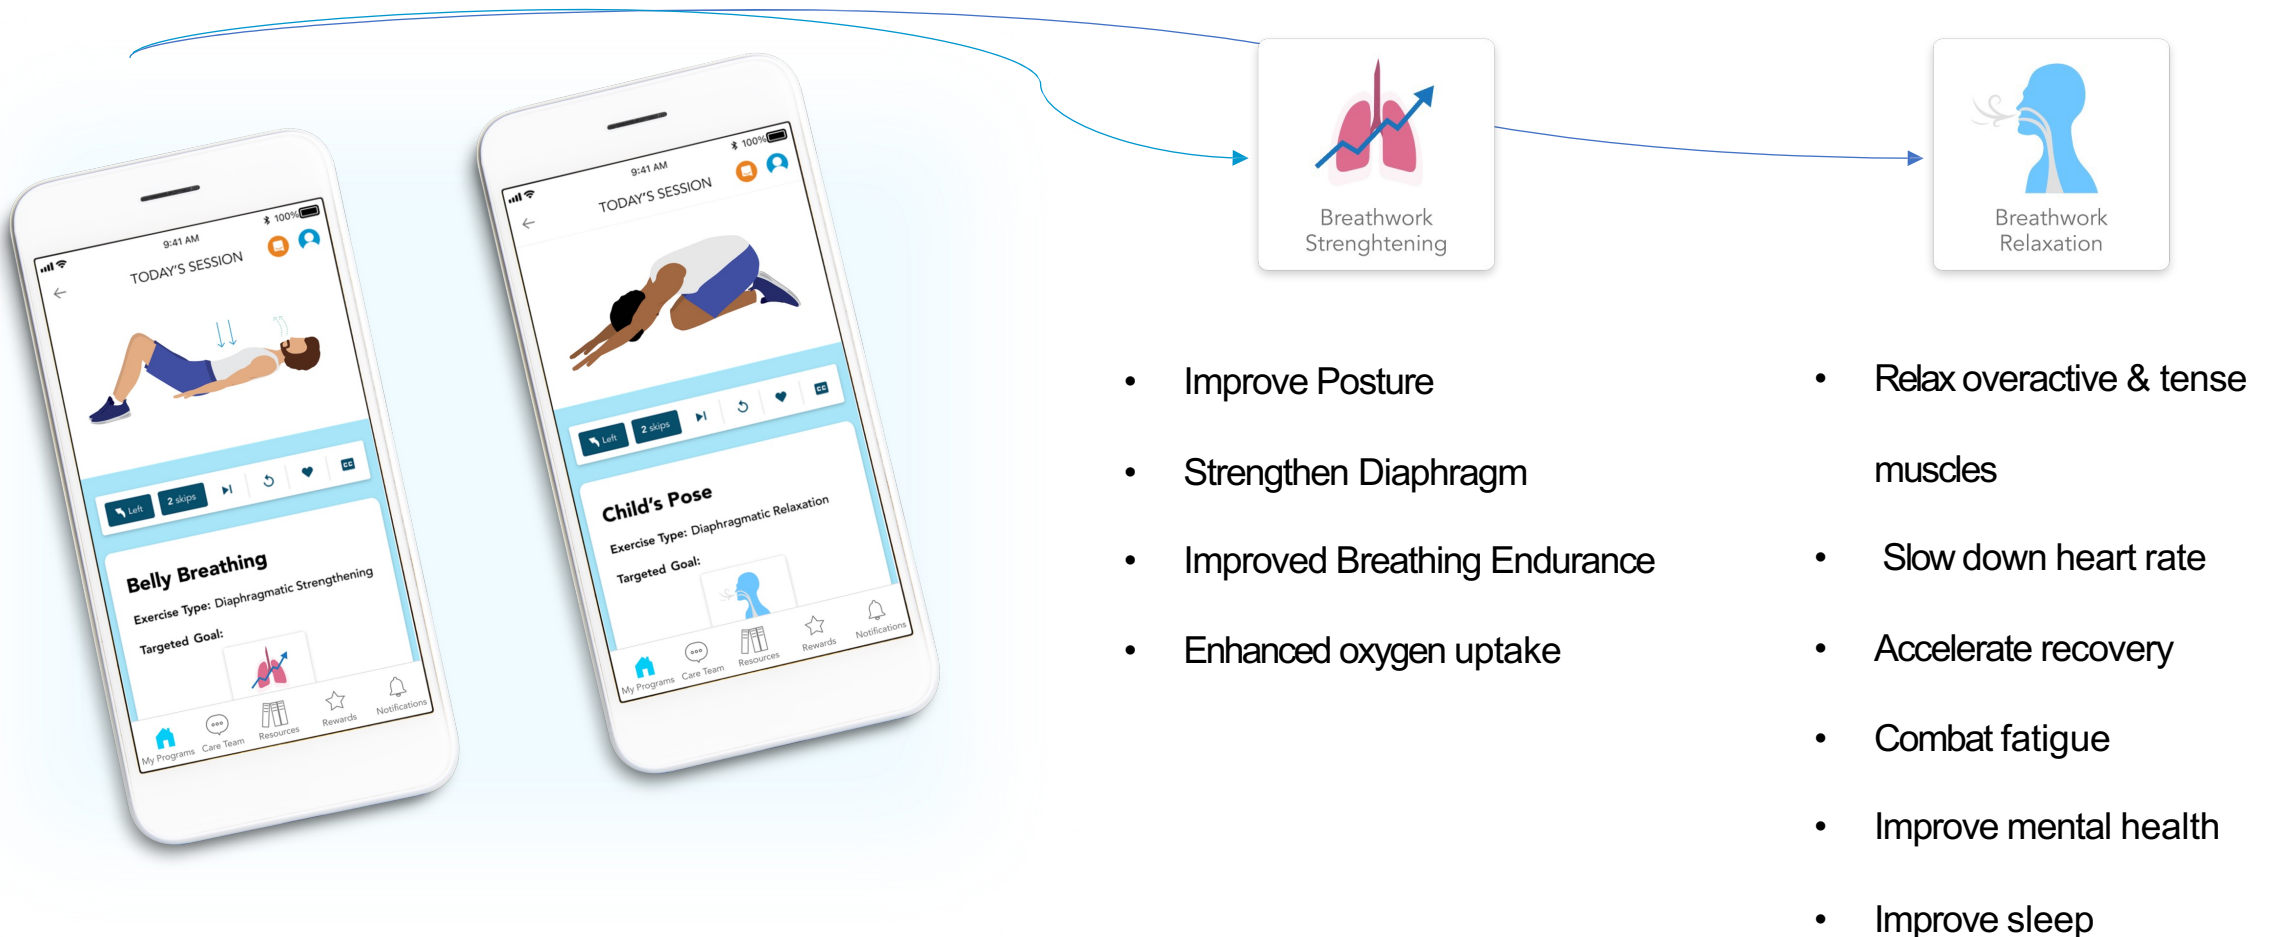 9:41 AM
100%
TODAY'S SESSION
Left
2 skips
CC
Belly Breathing
Exercise Type: Diaphragmatic Strengthening
Targeted Goal:
My Programs
Care Team
Resources
Rewards
Notifications
9:41 AM
100%
TODAY'S SESSION
Left
2 skips
CC
Child's Pose
Exercise Type: Diaphragmatic Relaxation
Targeted Goal:
My Programs
Care Team
Resources
Rewards
Notifications
Breathwork
Strenghtening
• Improve Posture
• Strengthen Diaphragm
• Improved Breathing Endurance
• Enhanced oxygen uptake
Breathwork
Relaxation
• Relax overactive & tense
muscles
• Slow down heart rate
• Accelerate recovery
• Combat fatigue
• Improve mental health
• Improve sleep